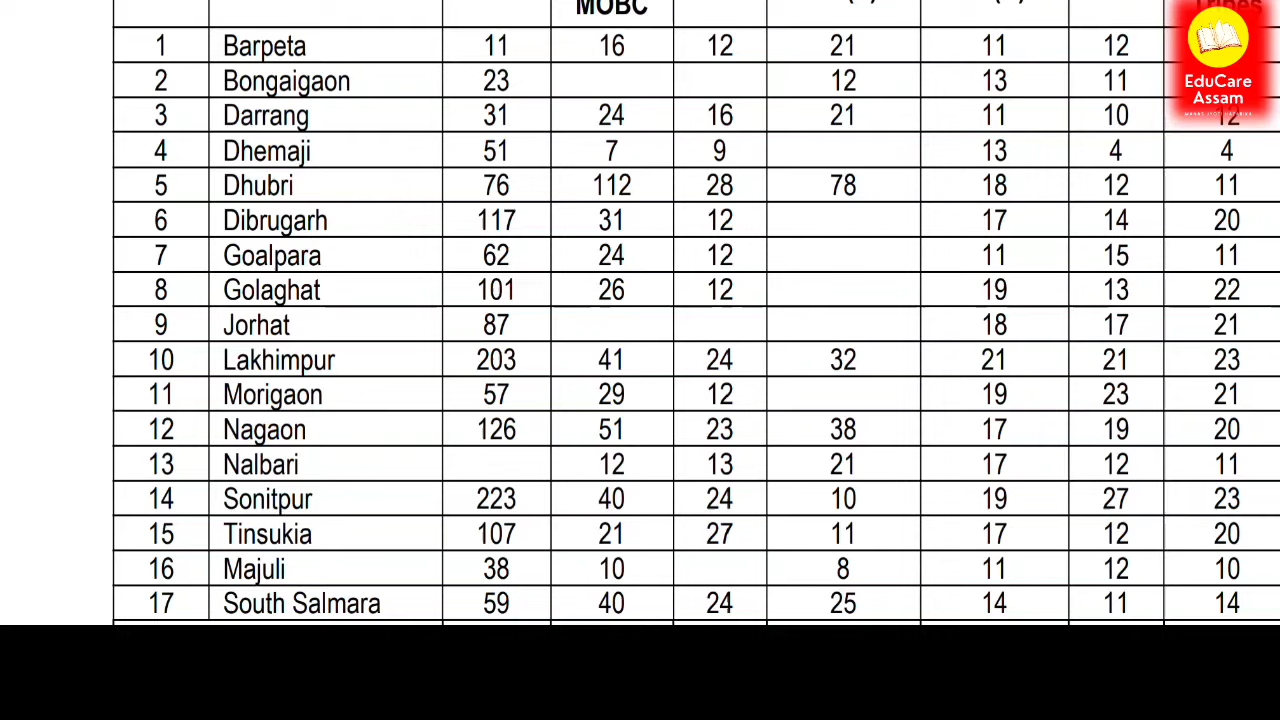 MOBC
1 Barpeta 11 16 12 21 11 12
2 Bongaigaon 23 12 13 11
3 Darrang 31 24 16 21 11 10 12
4 Dhemaji 51 7 9 13 4 4
5 Dhubri 76 112 28 78 18 12 11
6 Dibrugarh 117 31 12 17 14 20
7 Goalpara 62 24 12 11 15 11
8 Golaghat 101 26 12 19 13 22
9 Jorhat 87 18 17 21
10 Lakhimpur 203 41 24 32 21 21 23
11 Morigaon 57 29 12 19 23 21
12 Nagaon 126 51 23 38 17 19 20
13 Nalbari 12 13 21 17 12 11
14 Sonitpur 223 40 24 10 19 27 23
15 Tinsukia 107 21 27 11 17 12 20
16 Majuli 38 10 8 11 12 10
17 South Salmara 59 40 24 25 14 11 14
EduCare
Assam